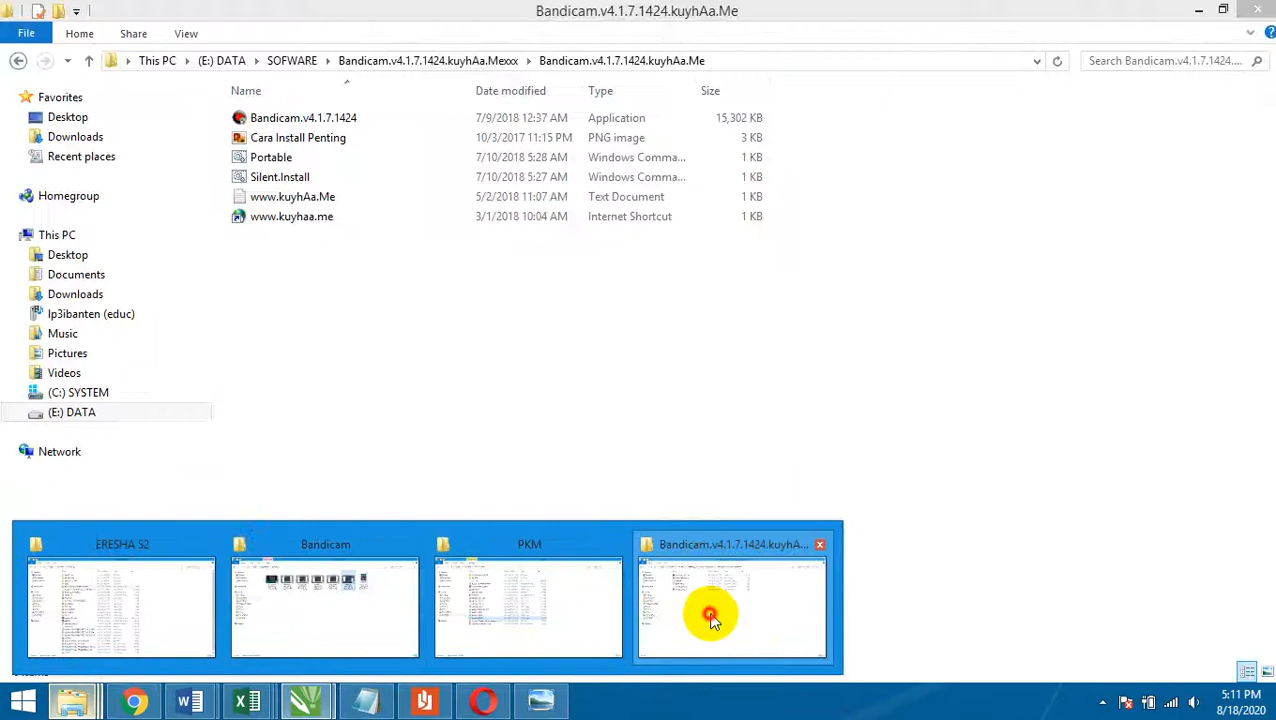 Bandicam.v4.1.7.1424.kuyhAa.Me
File Home Share View
This PC (E:) DATA SOFWARE Bandicam.v4.1.7.1424.kuyhAa.Mexxx Bandicam.v4.1.7.1424.kuyhAa.Me Search Bandicam.v4.1.7.1424....
Favorites
Desktop
Downloads
Recent places
Homegroup
This PC
Desktop
Documents
Downloads
lp3ibanten (educ)
Music
Pictures
Videos
(C:) SYSTEM
(E:) DATA
Network
Name Date modified Type Size
Bandicam.v4.1.7.1424 7/9/2018 12:37 AM Application 15,302 KB
Cara Install Penting 10/3/2017 11:15 PM PNG image 3 KB
Portable 7/10/2018 5:28 AM Windows Comma... 1 KB
Silent.Install 7/10/2018 5:27 AM Windows Comma... 1 KB
www.kuyhAa.Me 5/2/2018 11:07 AM Text Document 1 KB
www.kuyhaa.me 3/1/2018 10:04 AM Internet Shortcut 1 KB
ERESHA S2 Bandicam PKM Bandicam.v4.1.7.1424.kuyhA...
5:11 PM
8/18/2020